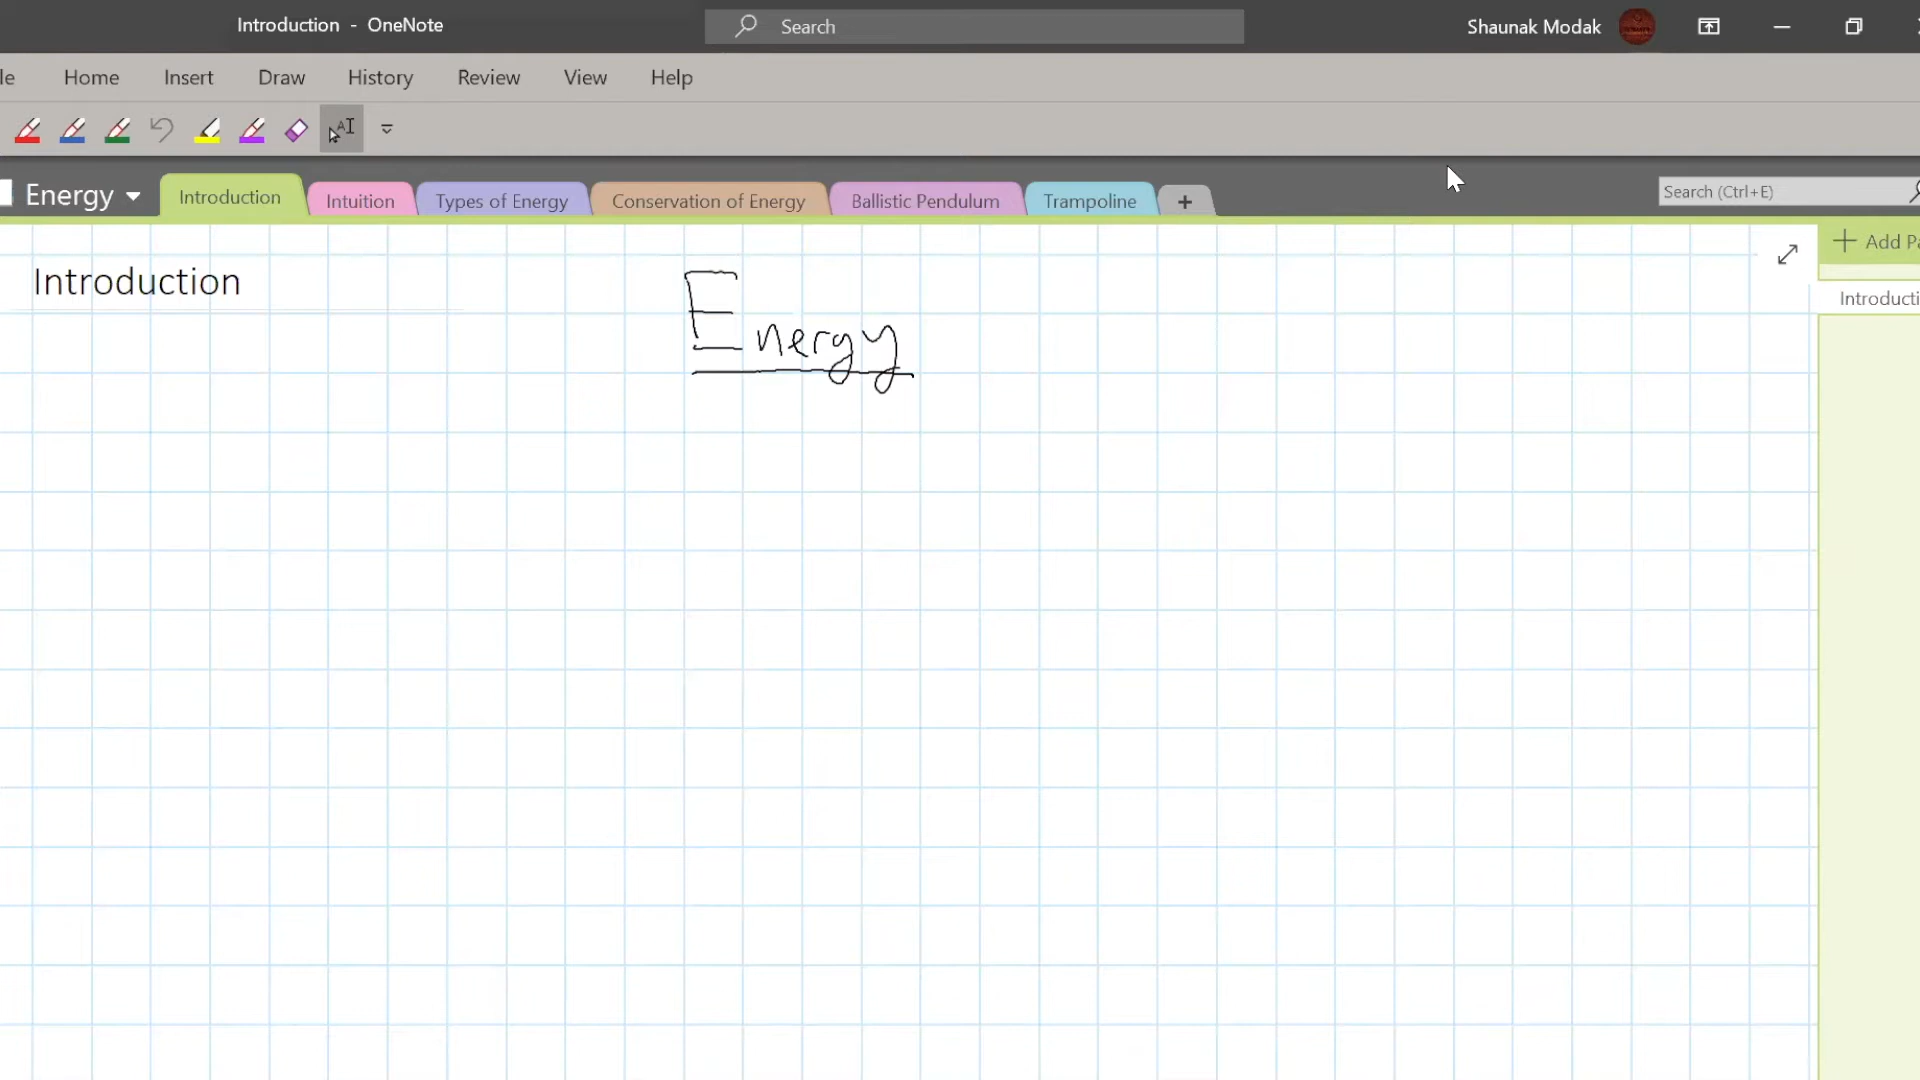 Introduction - OneNote
Search
Shaunak Modak
le Home Insert Draw History Review View Help
Energy
Introduction
Intuition
Types of Energy
Conservation of Energy
Ballistic Pendulum
Trampoline
Search (Ctrl+E)
Add Pa
Introduction
Introducti
Energy